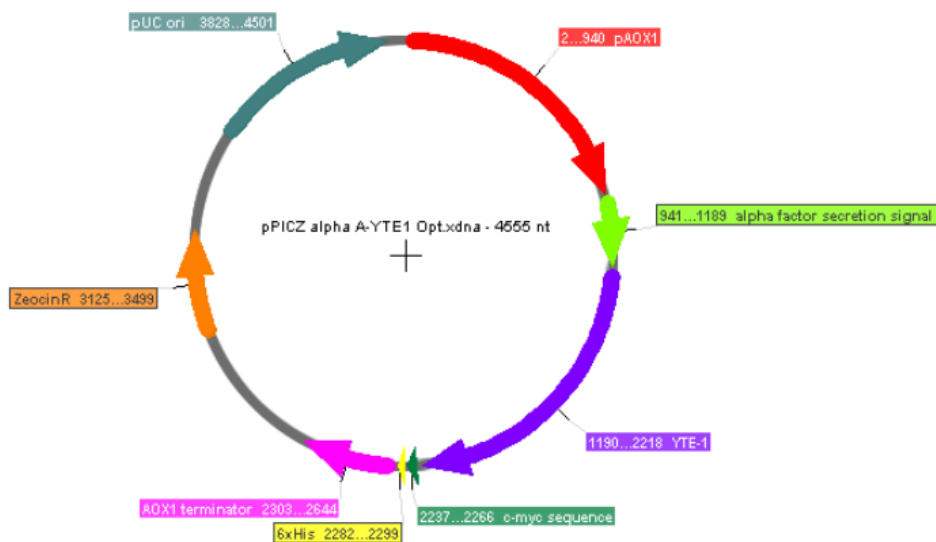 pUC ori 3828...4501
2...940 pAOX1
941...1189 alpha factor secretion signal
pPICZ alpha A-YTE1 Opt.xdna - 4555 nt
ZeocinR 3125...3499
1190...2218 YTE-1
AOX1 terminator 2303...2644
2237...2266 c-myc sequence
6xHis 2282...2299